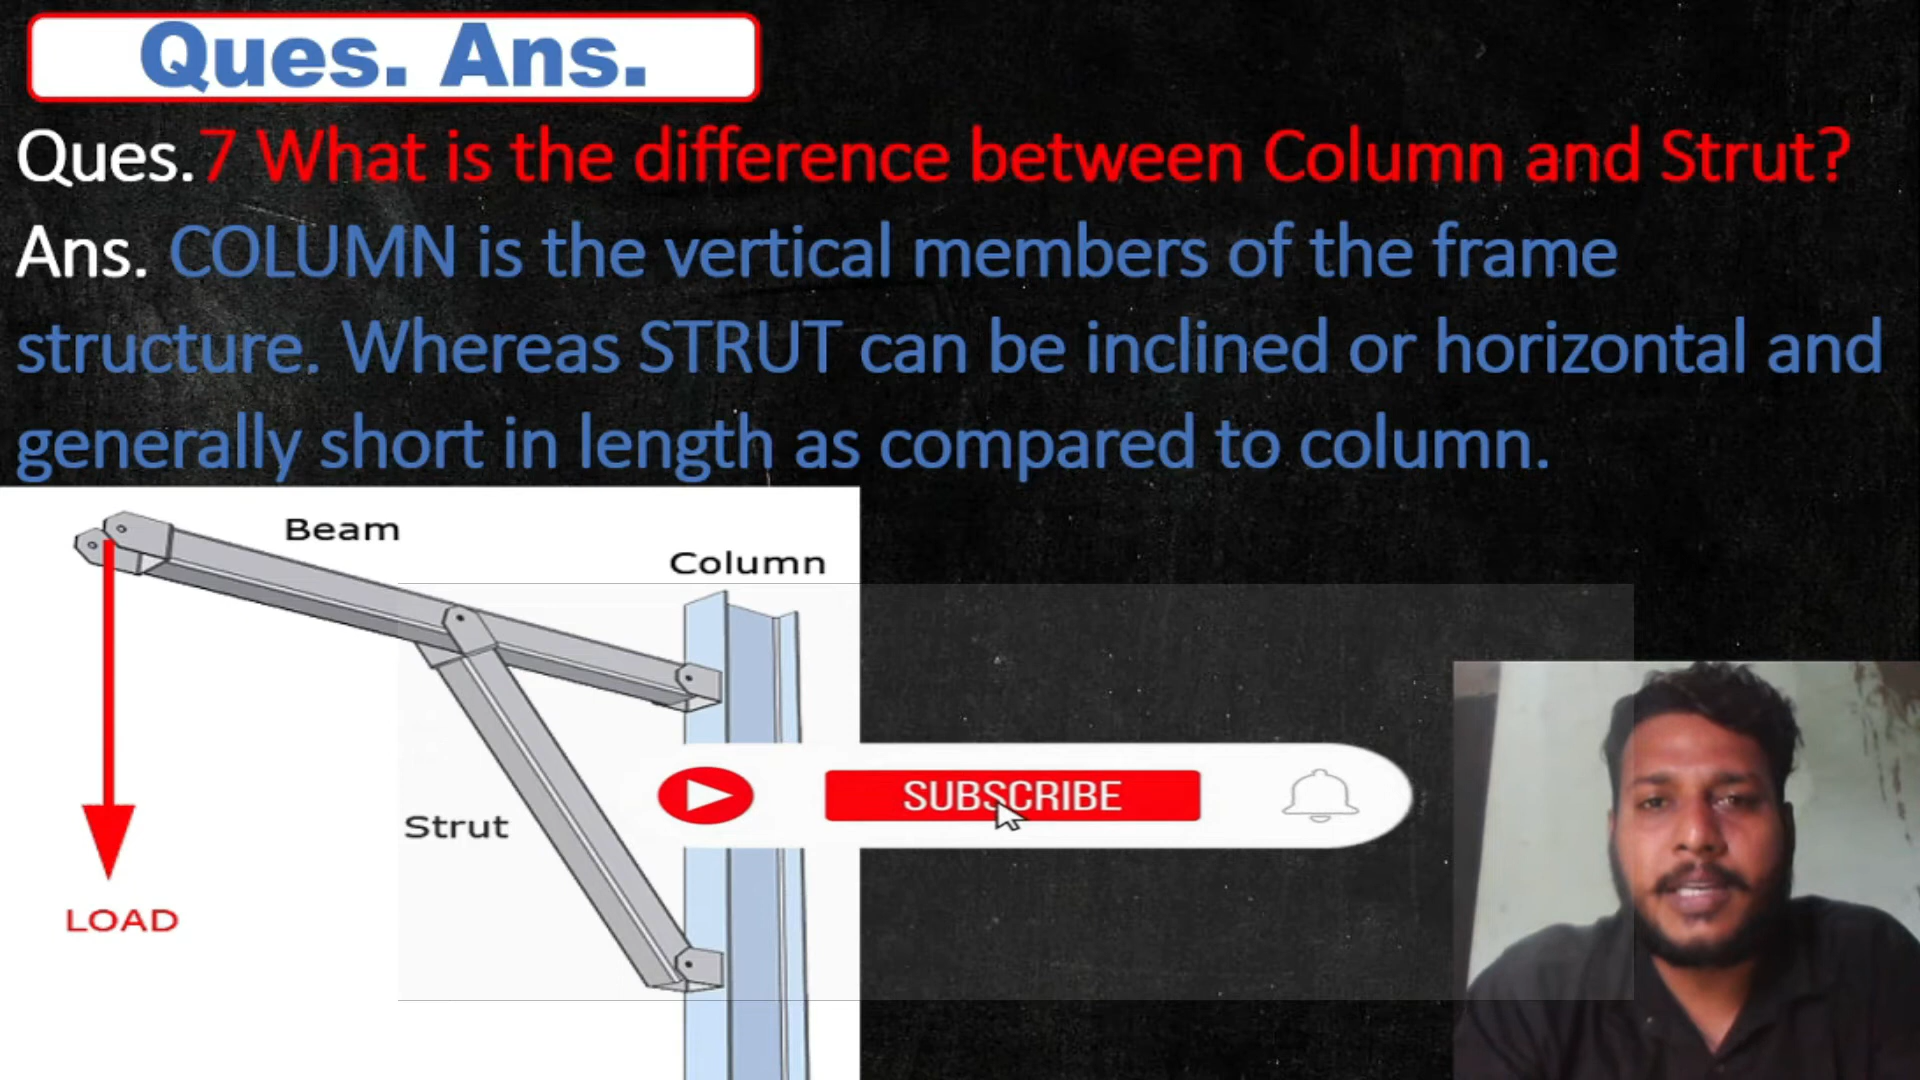 Ques. Ans.
Ques.7 What is the difference between Column and Strut?
Ans. COLUMN is the vertical members of the frame
structure. Whereas STRUT can be inclined or horizontal and
generally short in length as compared to column.
Beam
Column
SUBSCRIBE
Strut
LOAD